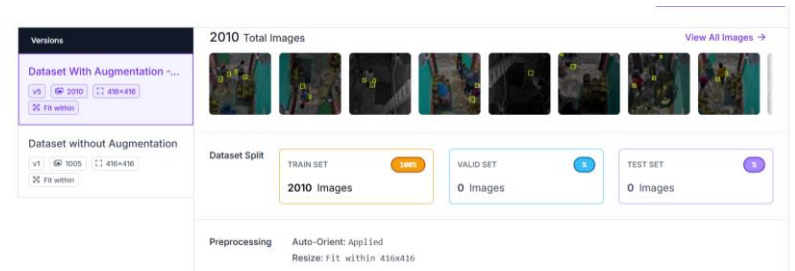 Versions
Dataset With Augmentation -...
v5 2010 416×416
Fit within
Dataset without Augmentation
v1 1005 416×416
Fit within
2010 Total Images
View All Images →
Dataset Split
TRAIN SET 100%
2010 Images
VALID SET %
0 Images
TEST SET %
0 Images
Preprocessing
Auto-Orient: Applied
Resize: Fit within 416x416